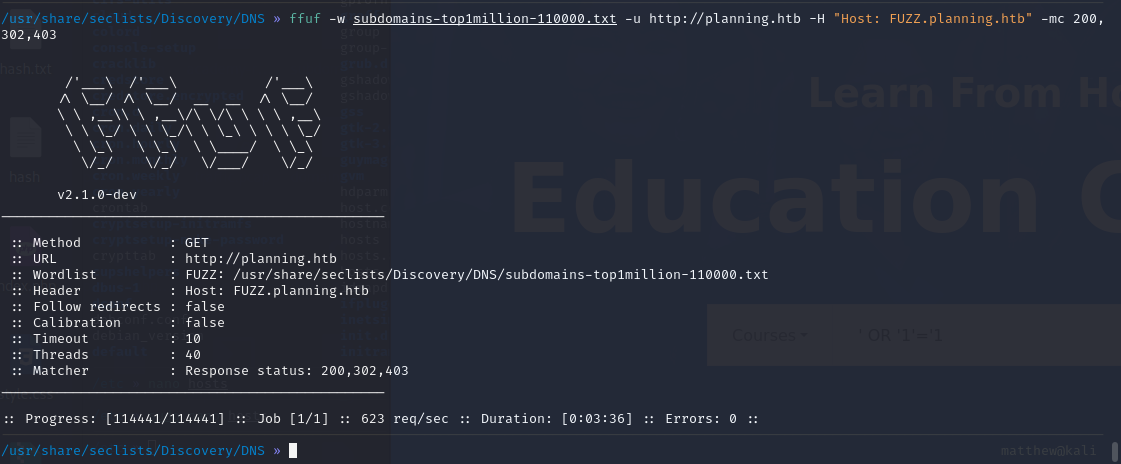 /usr/share/seclists/Discovery/DNS » ffuf -w subdomains-top1million-110000.txt -u http://planning.htb -H "Host: FUZZ.planning.htb" -mc 200,
302,403
hash.txt
Learn From Ho
hash
Education C
v2.1.0-dev
:: Method : GET
:: URL : http://planning.htb
:: Wordlist : FUZZ: /usr/share/seclists/Discovery/DNS/subdomains-top1million-110000.txt
:: Header : Host: FUZZ.planning.htb
:: Follow redirects : false
:: Calibration : false
:: Timeout : 10
:: Threads : 40
:: Matcher : Response status: 200,302,403
Courses
' OR '1'='1
hosts
:: Progress: [114441/114441] :: Job [1/1] :: 623 req/sec :: Duration: [0:03:36] :: Errors: 0 ::
/usr/share/seclists/Discovery/DNS »
matthew@kali